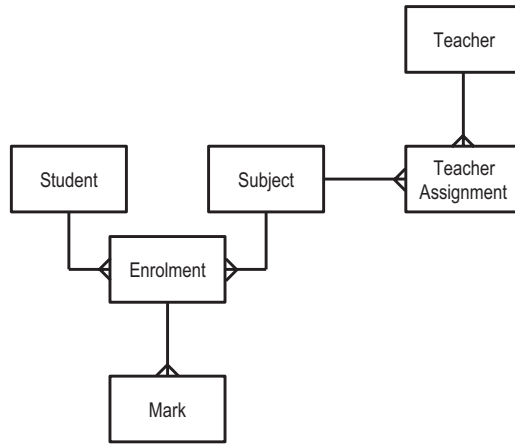 Teacher
Student
Subject
Teacher
Assignment
Enrolment
Mark